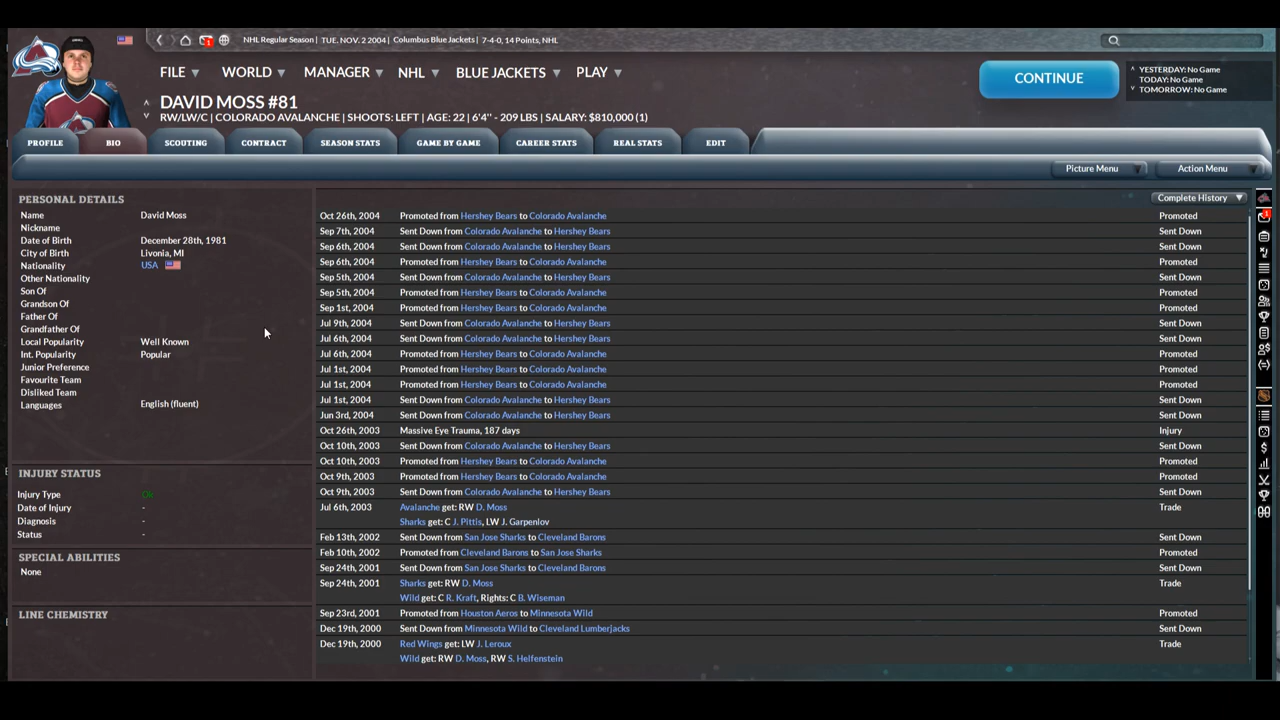 NHL Regular Season | TUE. NOV. 2 2004 | Columbus Blue Jackets | 7-4-0, 14 Points, NHL
FILE WORLD MANAGER NHL BLUE JACKETS PLAY
CONTINUE
YESTERDAY: No Game
TODAY: No Game
TOMORROW: No Game
DAVID MOSS #81
RW/LW/C | COLORADO AVALANCHE | SHOOTS: LEFT | AGE: 22 | 6'4" - 209 LBS | SALARY: $810,000 (1)
PROFILE BIO SCOUTING CONTRACT SEASON STATS GAME BY GAME CAREER STATS REAL STATS EDIT
Picture Menu Action Menu
PERSONAL DETAILS
Name David Moss
Nickname
Date of Birth December 28th, 1981
City of Birth Livonia, MI
Nationality USA
Other Nationality
Son Of
Grandson Of
Father Of
Grandfather Of
Local Popularity Well Known
Int. Popularity Popular
Junior Preference
Favourite Team
Disliked Team
Languages English (fluent)
INJURY STATUS
Injury Type Ok
Date of Injury -
Diagnosis -
Status -
SPECIAL ABILITIES
None
LINE CHEMISTRY
Complete History
Oct 26th, 2004 Promoted from Hershey Bears to Colorado Avalanche Promoted
Sep 7th, 2004 Sent Down from Colorado Avalanche to Hershey Bears Sent Down
Sep 6th, 2004 Sent Down from Colorado Avalanche to Hershey Bears Sent Down
Sep 6th, 2004 Promoted from Hershey Bears to Colorado Avalanche Promoted
Sep 5th, 2004 Sent Down from Colorado Avalanche to Hershey Bears Sent Down
Sep 5th, 2004 Promoted from Hershey Bears to Colorado Avalanche Promoted
Sep 1st, 2004 Promoted from Hershey Bears to Colorado Avalanche Promoted
Jul 9th, 2004 Sent Down from Colorado Avalanche to Hershey Bears Sent Down
Jul 6th, 2004 Sent Down from Colorado Avalanche to Hershey Bears Sent Down
Jul 6th, 2004 Promoted from Hershey Bears to Colorado Avalanche Promoted
Jul 1st, 2004 Promoted from Hershey Bears to Colorado Avalanche Promoted
Jul 1st, 2004 Promoted from Hershey Bears to Colorado Avalanche Promoted
Jul 1st, 2004 Sent Down from Colorado Avalanche to Hershey Bears Sent Down
Jun 3rd, 2004 Sent Down from Colorado Avalanche to Hershey Bears Sent Down
Oct 26th, 2003 Massive Eye Trauma, 187 days Injury
Oct 10th, 2003 Sent Down from Colorado Avalanche to Hershey Bears Sent Down
Oct 10th, 2003 Promoted from Hershey Bears to Colorado Avalanche Promoted
Oct 9th, 2003 Promoted from Hershey Bears to Colorado Avalanche Promoted
Oct 9th, 2003 Sent Down from Colorado Avalanche to Hershey Bears Sent Down
Jul 6th, 2003 Avalanche get: RW D. Moss Trade
Sharks get: C J. Pittis, LW J. Garpenlov
Feb 13th, 2002 Sent Down from San Jose Sharks to Cleveland Barons Sent Down
Feb 10th, 2002 Promoted from Cleveland Barons to San Jose Sharks Promoted
Sep 24th, 2001 Sent Down from San Jose Sharks to Cleveland Barons Sent Down
Sep 24th, 2001 Sharks get: RW D. Moss Trade
Wild get: C R. Kraft, Rights: C B. Wiseman
Sep 23rd, 2001 Promoted from Houston Aeros to Minnesota Wild Promoted
Dec 19th, 2000 Sent Down from Minnesota Wild to Cleveland Lumberjacks Sent Down
Dec 19th, 2000 Red Wings get: LW J. Leroux Trade
Wild get: RW D. Moss, RW S. Helfenstein